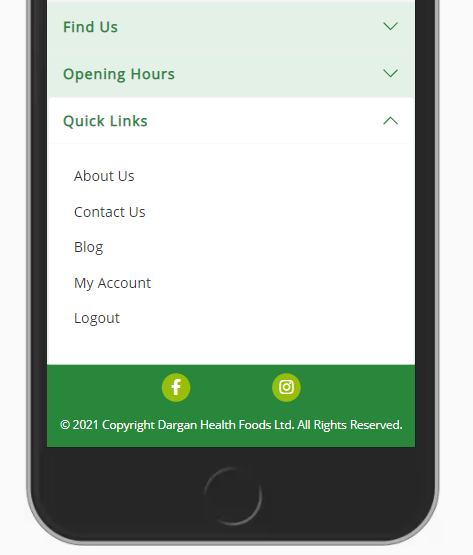 Find Us
Opening Hours
Quick Links
About Us
Contact Us
Blog
My Account
Logout
© 2021 Copyright Dargan Health Foods Ltd. All Rights Reserved.